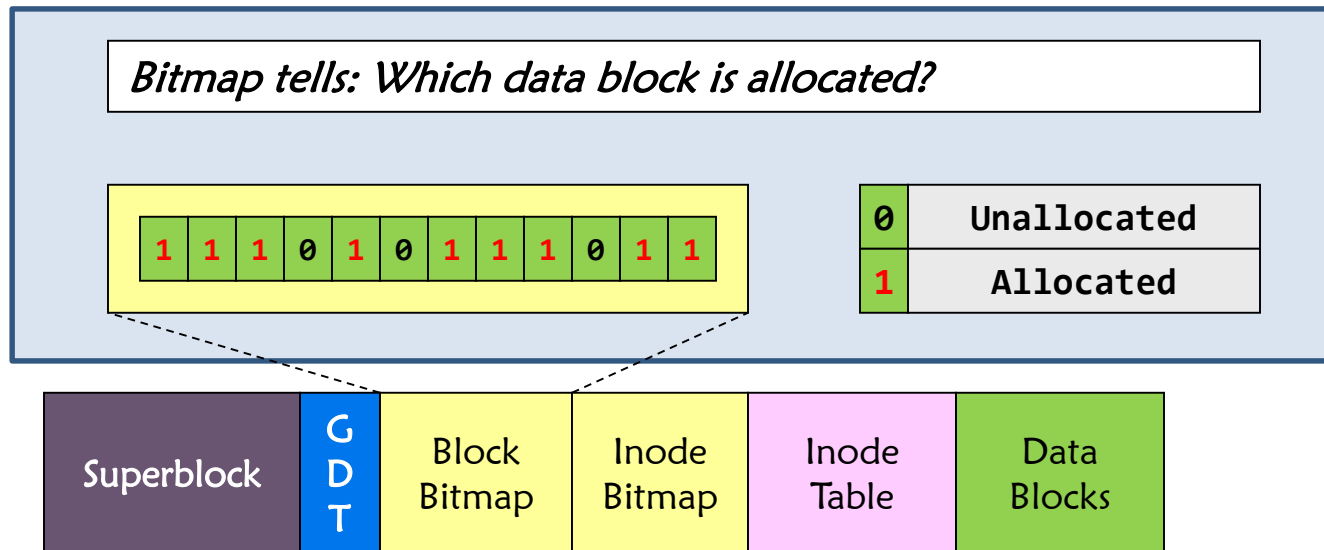 Bitmap tells: Which data block is allocated?
1 1 1 0 1 0 1 1 1 0 1 1
0 Unallocated
1 Allocated
Superblock
G
D
T
Block
Bitmap
Inode
Bitmap
Inode
Table
Data
Blocks